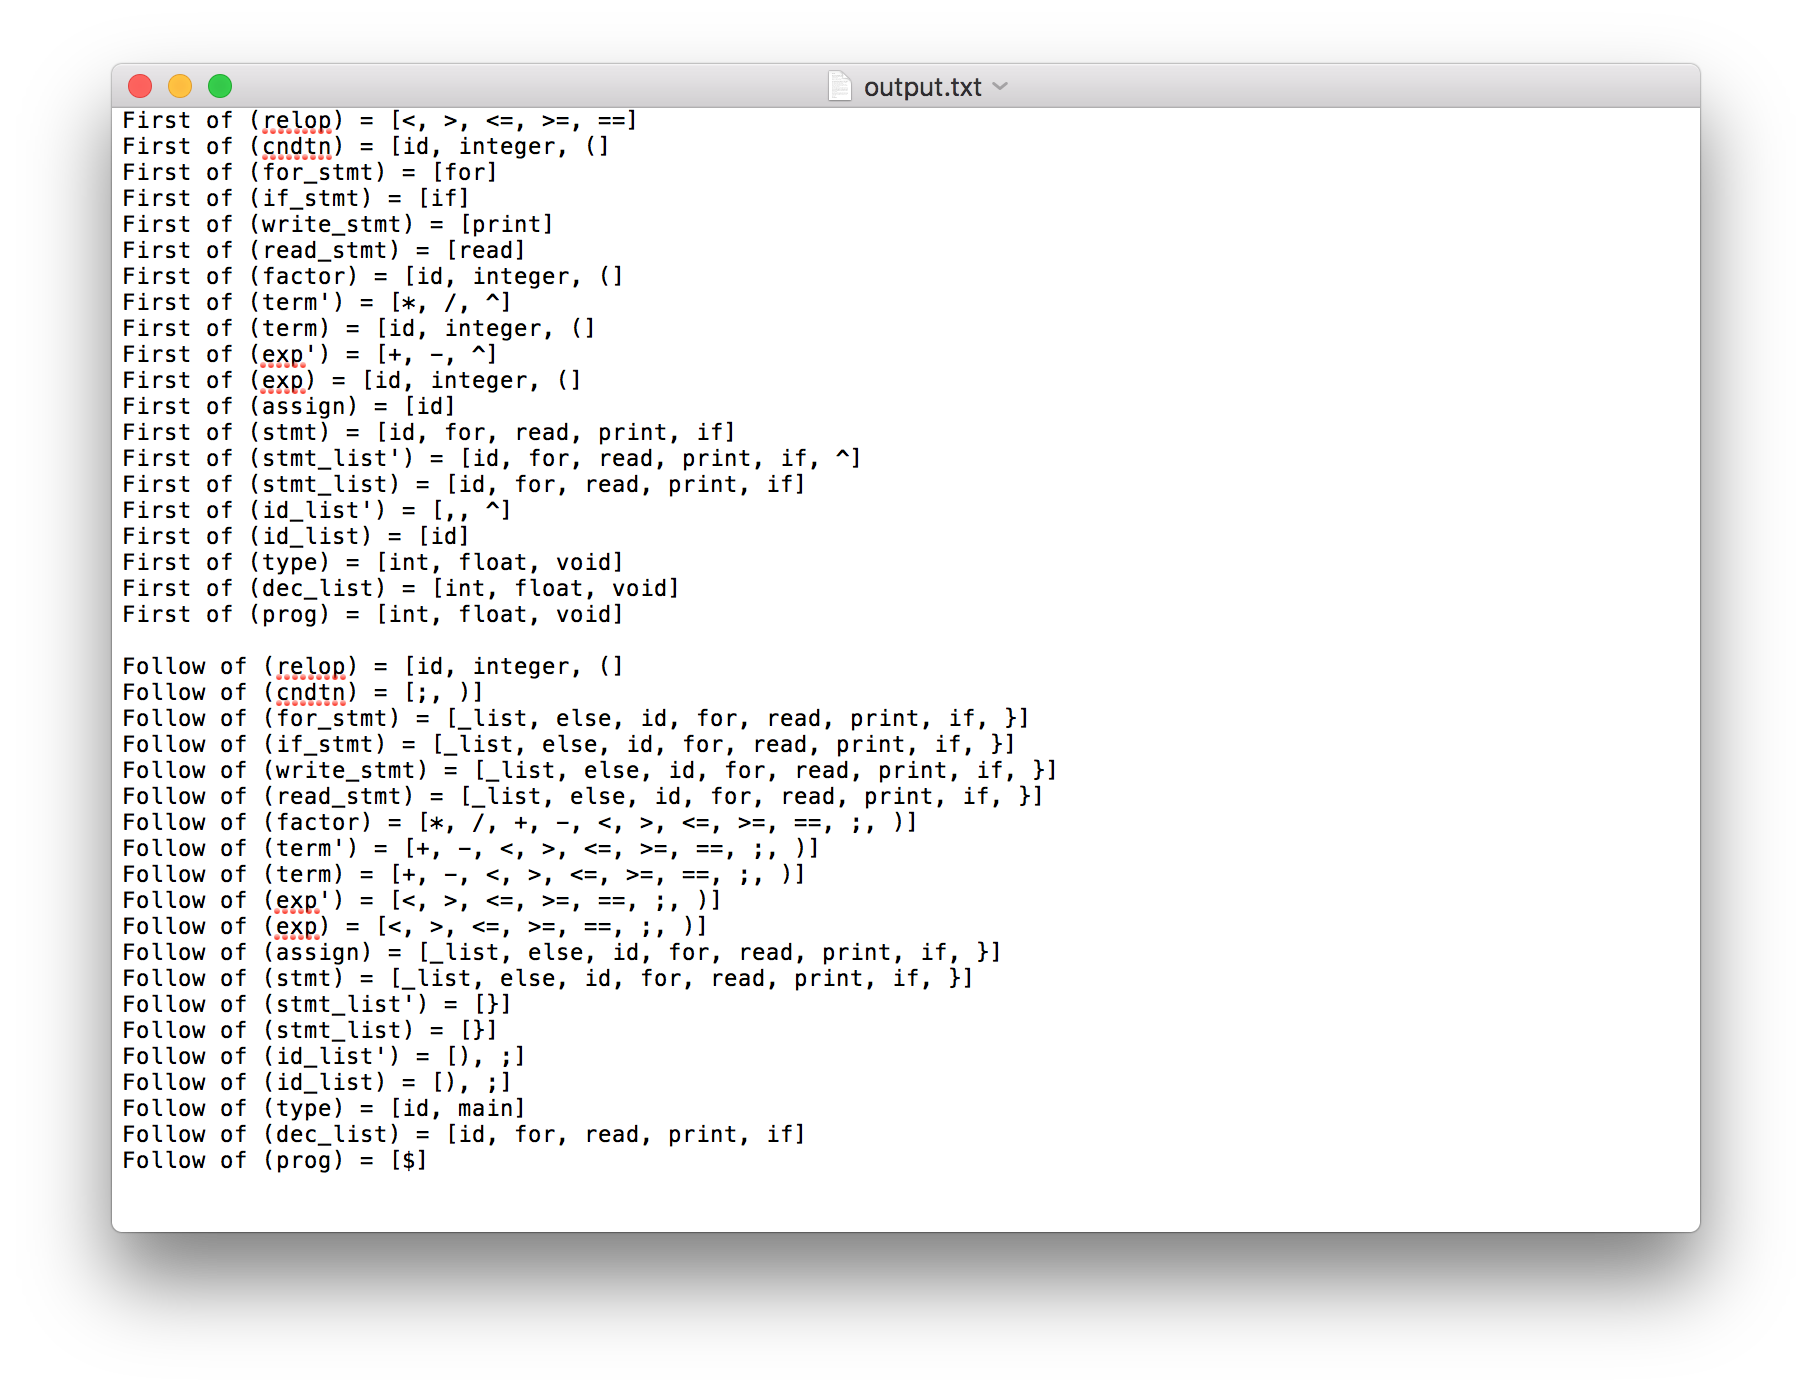 output.txt
First of (relop) = [<, >, <=, >=, ==]
First of (cndtn) = [id, integer, (]
First of (for_stmt) = [for]
First of (if_stmt) = [if]
First of (write_stmt) = [print]
First of (read_stmt) = [read]
First of (factor) = [id, integer, (]
First of (term') = [*, /, ^]
First of (term) = [id, integer, (]
First of (exp') = [+, -, ^]
First of (exp) = [id, integer, (]
First of (assign) = [id]
First of (stmt) = [id, for, read, print, if]
First of (stmt_list') = [id, for, read, print, if, ^]
First of (stmt_list) = [id, for, read, print, if]
First of (id_list') = [,, ^]
First of (id_list) = [id]
First of (type) = [int, float, void]
First of (dec_list) = [int, float, void]
First of (prog) = [int, float, void]
Follow of (relop) = [id, integer, (]
Follow of (cndtn) = [;, )]
Follow of (for_stmt) = [_list, else, id, for, read, print, if, }]
Follow of (if_stmt) = [_list, else, id, for, read, print, if, }]
Follow of (write_stmt) = [_list, else, id, for, read, print, if, }]
Follow of (read_stmt) = [_list, else, id, for, read, print, if, }]
Follow of (factor) = [*, /, +, -, <, >, <=, >=, ==, ;, )]
Follow of (term') = [+, -, <, >, <=, >=, ==, ;, )]
Follow of (term) = [+, -, <, >, <=, >=, ==, ;, )]
Follow of (exp') = [<, >, <=, >=, ==, ;, )]
Follow of (exp) = [<, >, <=, >=, ==, ;, )]
Follow of (assign) = [_list, else, id, for, read, print, if, }]
Follow of (stmt) = [_list, else, id, for, read, print, if, }]
Follow of (stmt_list') = [}]
Follow of (stmt_list) = [}]
Follow of (id_list') = [), ;]
Follow of (id_list) = [), ;]
Follow of (type) = [id, main]
Follow of (dec_list) = [id, for, read, print, if]
Follow of (prog) = [$]